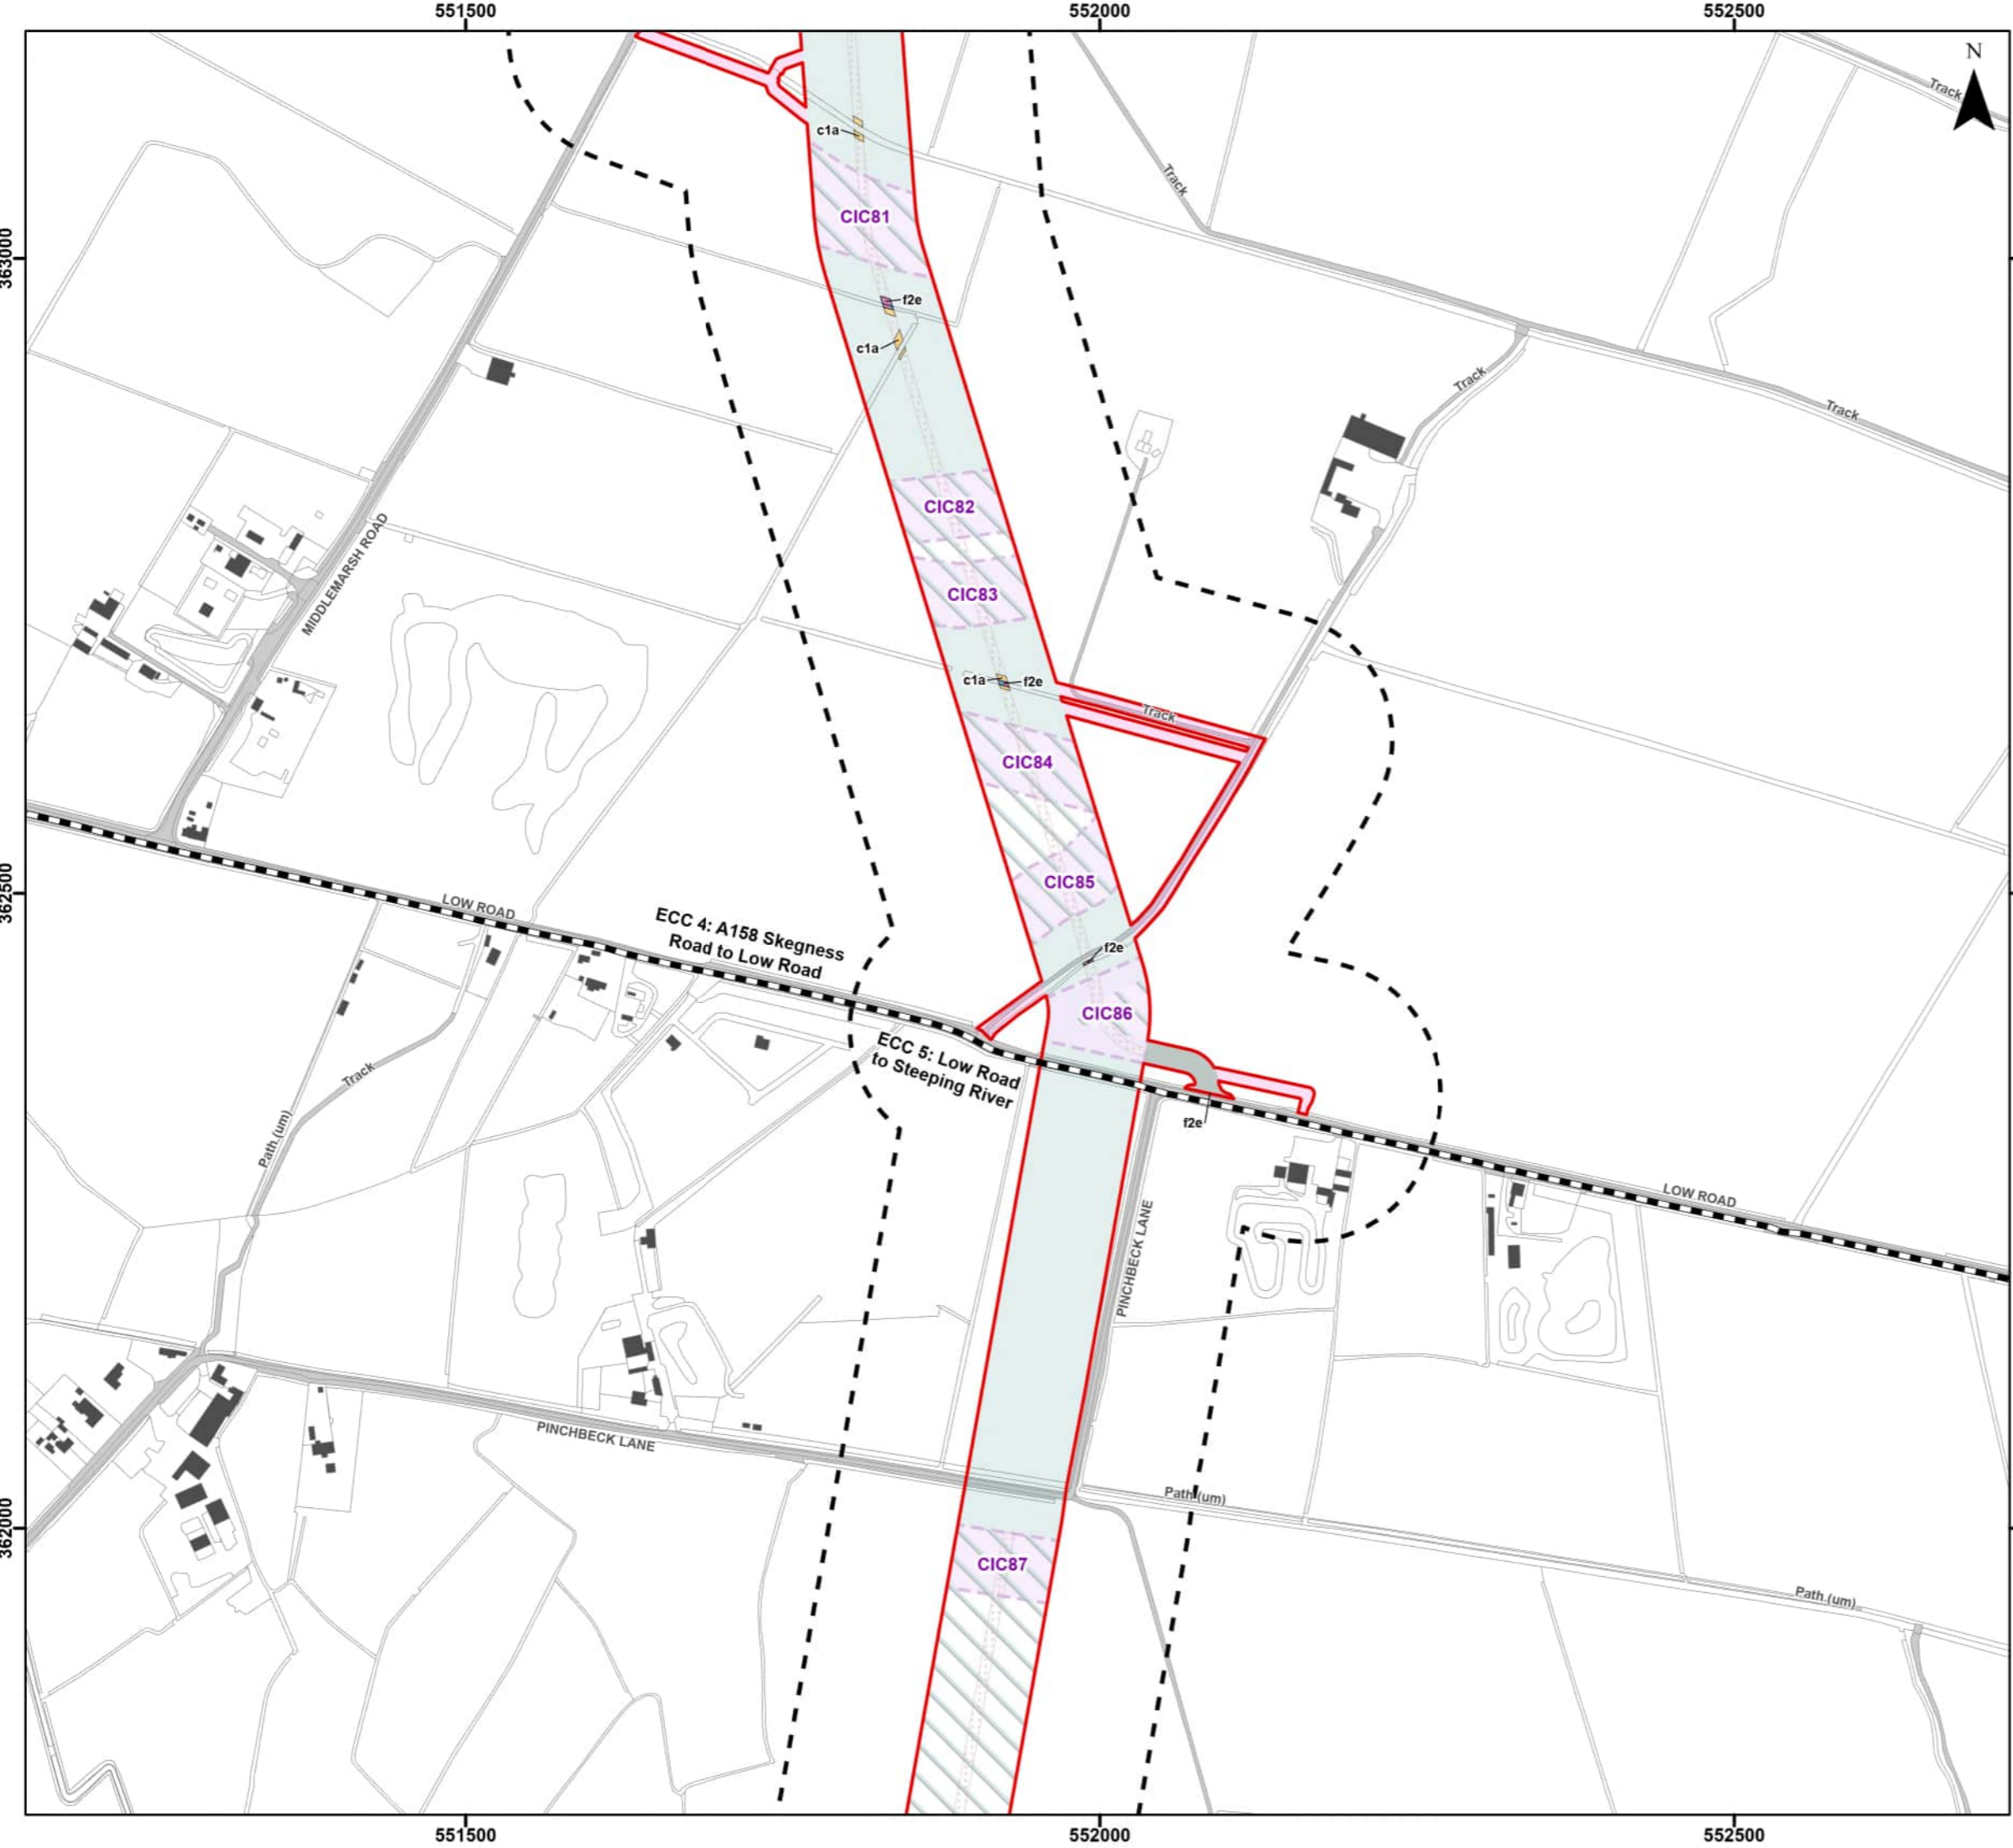 551500
552000
552500
N
Track
c1a
Track
CIC81
363000
f2e
c1a
Track
Track
CIC82
MIDDLEMARSH ROAD
CIC83
c1a
f2e
Track
CIC84
CIC85
362500
LOW ROAD
ECC 4: A158 Skegness
Road to Low Road
f2e
CIC86
ECC 5: Low Road
to Steeping River
Track
Path (um)
f2e
LOW ROAD
PINCHBECK LANE
PINCHBECK LANE
Path (um)
362000
CIC87
Path (um)
551500
552000
552500